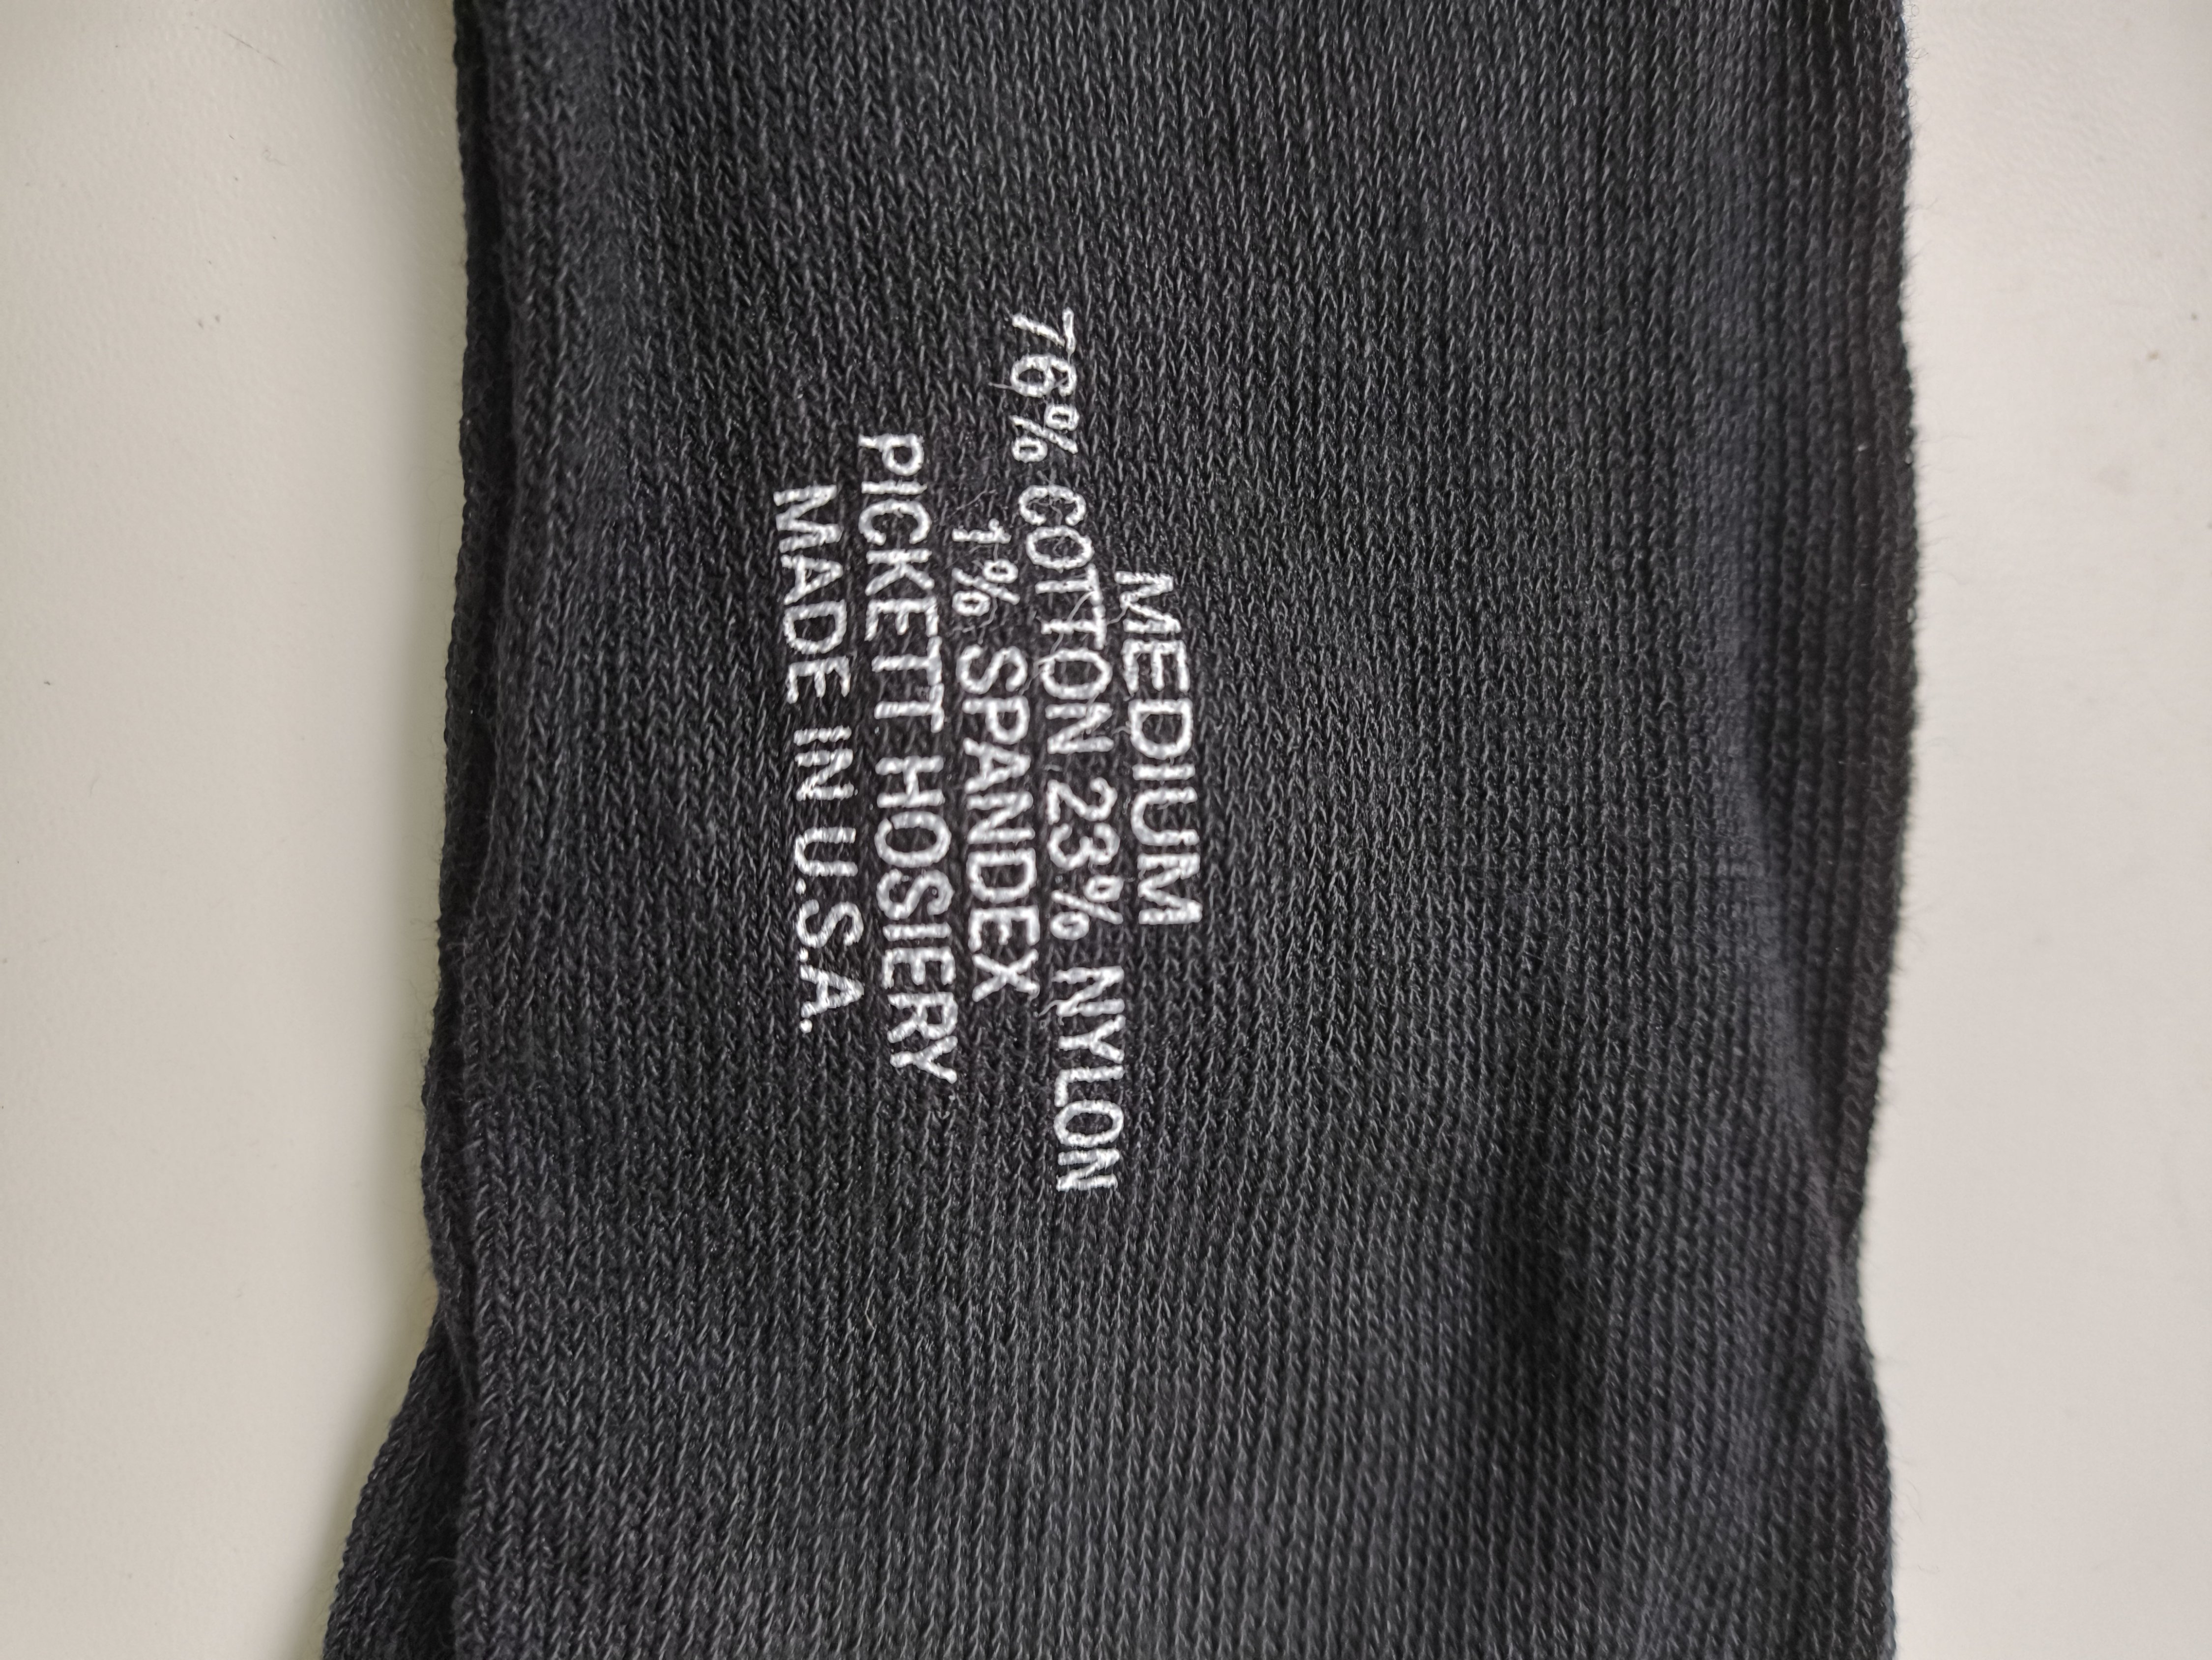 MEDIUM
76% COTTON 23% NYLON
1% SPANDEX
PICKETT HOSIERY
MADE IN U.S.A.